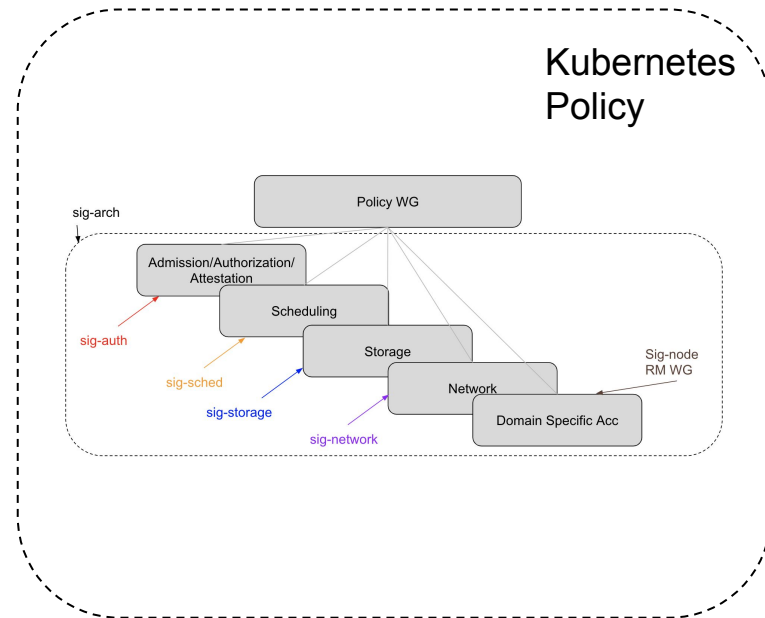 Kubernetes
Policy
Policy WG
sig-arch
Admission/Authorization/
Attestation
Scheduling
sig-auth
Storage
Sig-node
RM WG
sig-sched
Network
sig-storage
Domain Specific Acc
sig-network